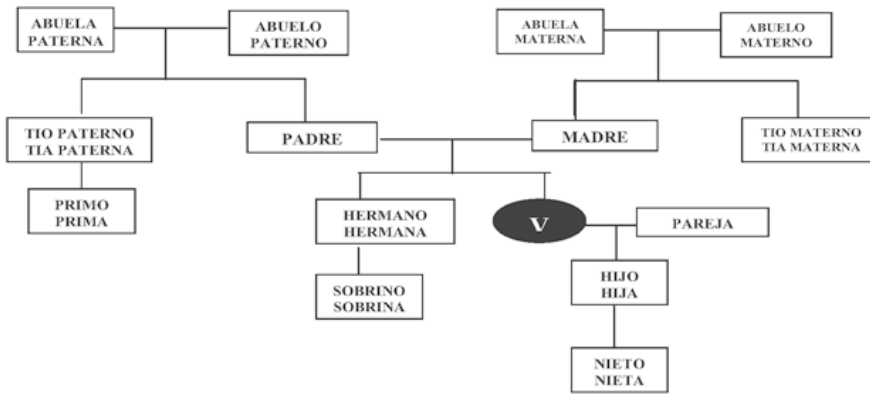 ABUELA
PATERNA
ABUELO
PATERNO
ABUELA
MATERNA
ABUELO
MATERNO
TIO PATERNO
TIA PATERNA
PADRE
MADRE
TIO MATERNO
TIA MATERNA
PRIMO
PRIMA
HERMANO
HERMANA
V
PAREJA
SOBRINO
SOBRINA
HIJO
HIJA
NIETO
NIETA